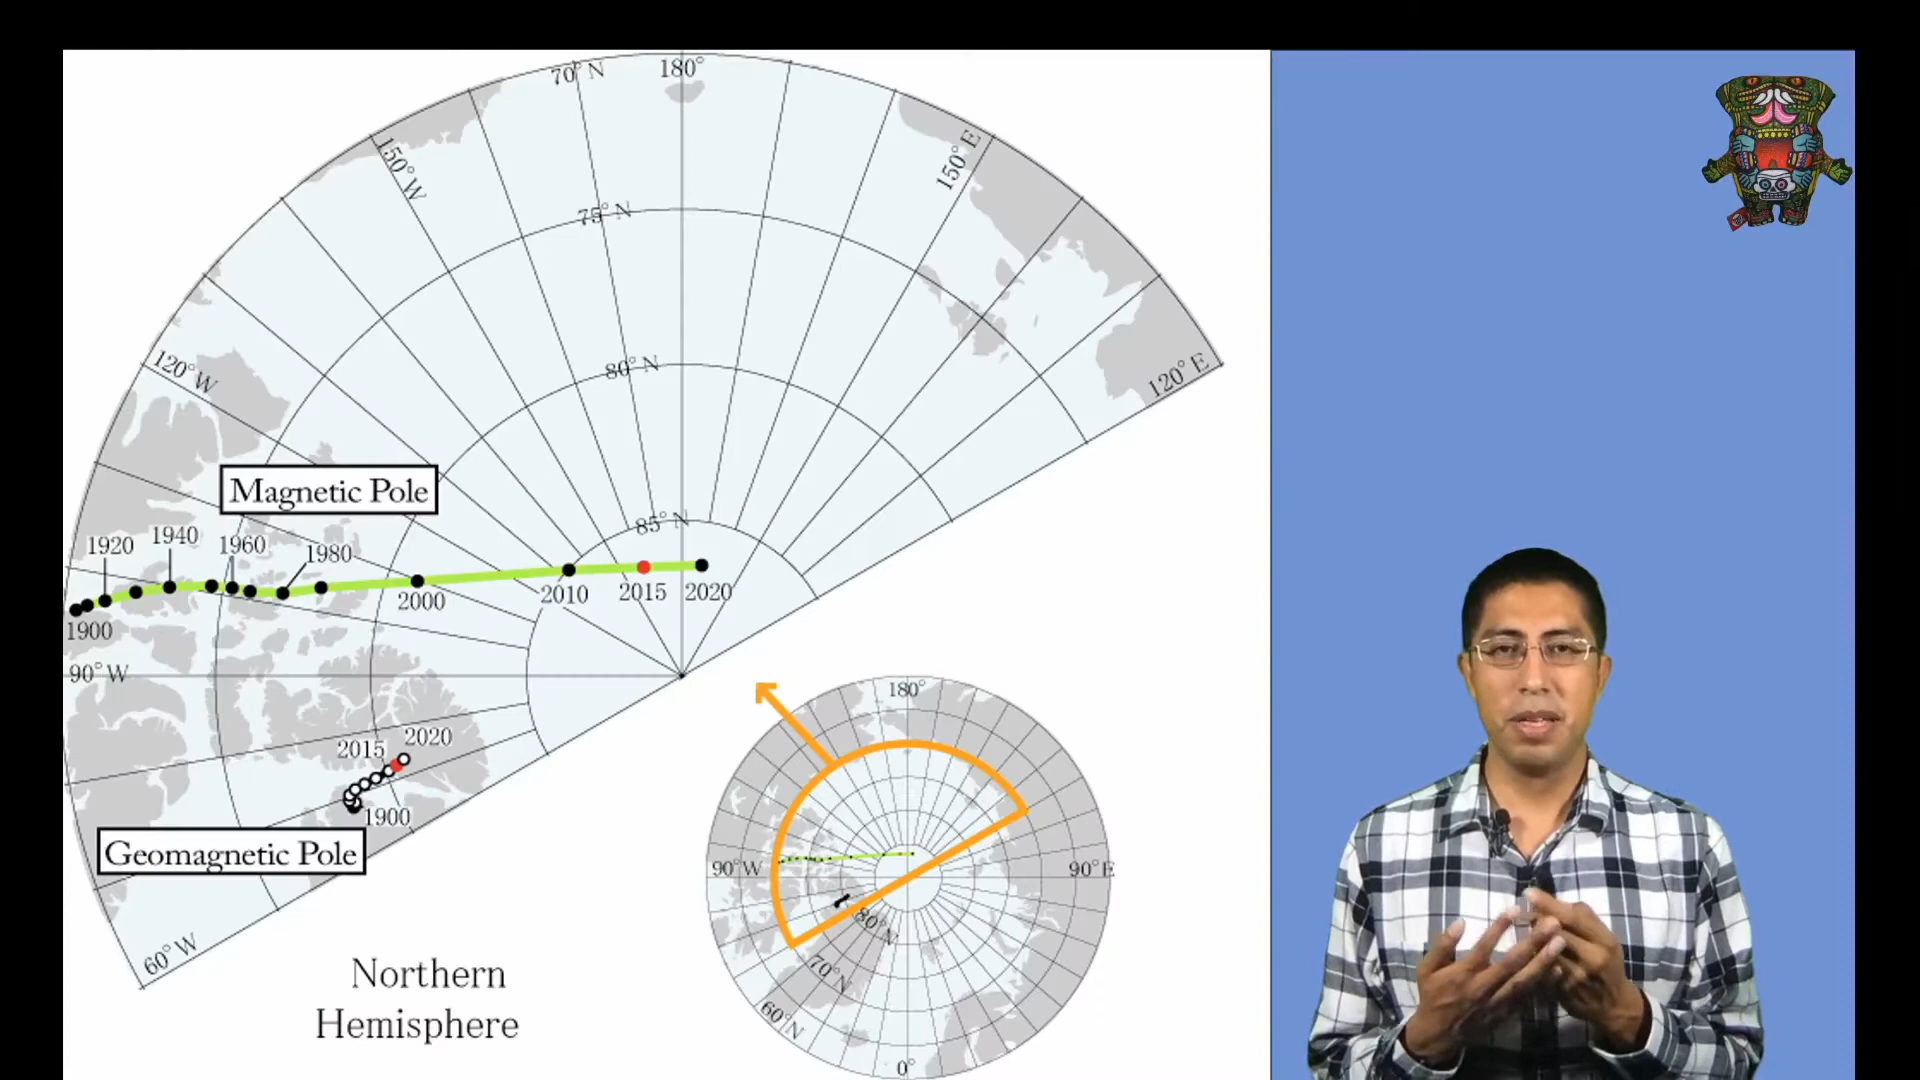 70° N
180°
150° W
150° E
75° N
80° N
120° W
120° E
Magnetic Pole
85° N
1920
1940
1960
1980
2000
2010
2015
2020
1900
90° W
2015
2020
1900
Geomagnetic Pole
60° W
Northern
Hemisphere
180°
90° W
90° E
80° N
70° N
60° N
0°